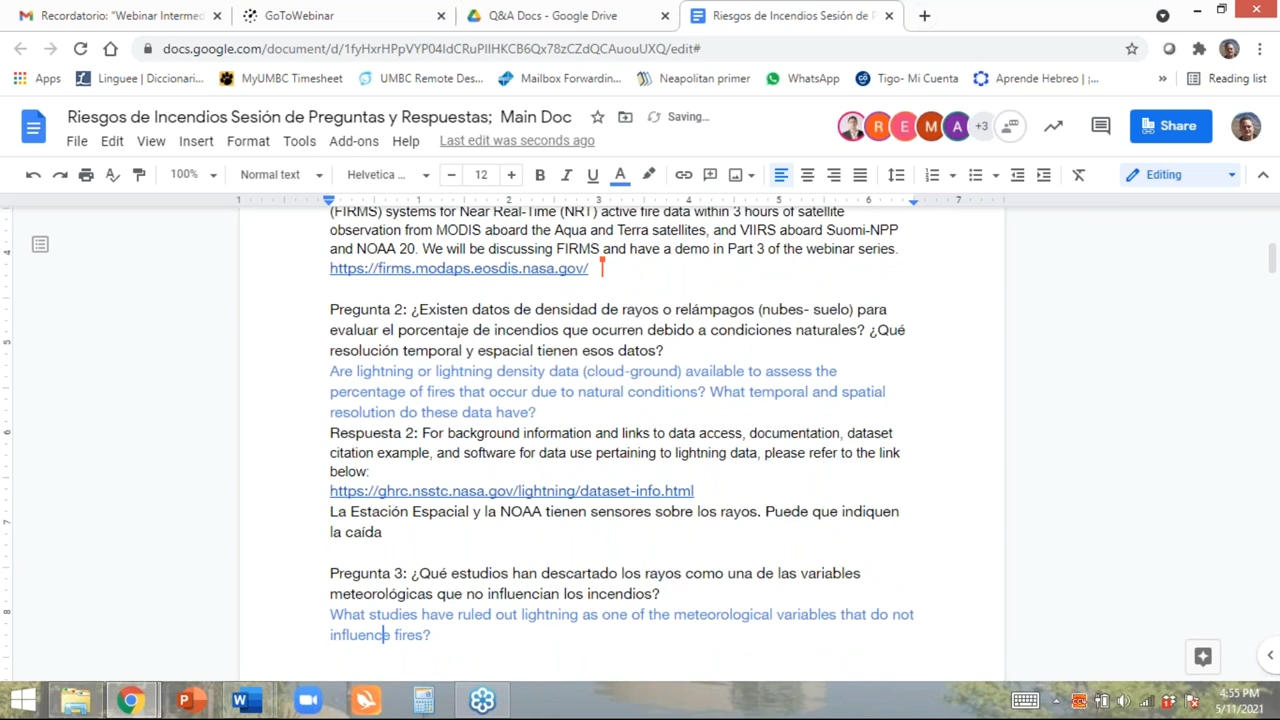 Recordatorio: "Webinar Intermed
GoToWebinar
Q&A Docs - Google Drive
Riesgos de Incendios Sesión de P
docs.google.com/document/d/1fyHxrHPpVYP04IdCRuPIIHKCB6Qx78zCZdQCAuouUXQ/edit#
Apps
Linguee | Diccionari...
MyUMBC Timesheet
UMBC Remote Des...
Mailbox Forwardin...
Neapolitan primer
WhatsApp
Tigo- Mi Cuenta
Aprende Hebreo | ¡...
»
Reading list
Riesgos de Incendios Sesión de Preguntas y Respuestas; Main Doc
Saving...
R E M A +3
Share
File Edit View Insert Format Tools Add-ons Help Last edit was seconds ago
100% Normal text Helvetica ... 12 B I U A Editing
1 1 2 3 4 5 6 7
(FIRMS) systems for Near Real-Time (NRT) active fire data within 3 hours of satellite
observation from MODIS aboard the Aqua and Terra satellites, and VIIRS aboard Suomi-NPP
and NOAA 20. We will be discussing FIRMS and have a demo in Part 3 of the webinar series.
https://firms.modaps.eosdis.nasa.gov/
Pregunta 2: ¿Existen datos de densidad de rayos o relámpagos (nubes- suelo) para
evaluar el porcentaje de incendios que ocurren debido a condiciones naturales? ¿Qué
resolución temporal y espacial tienen esos datos?
Are lightning or lightning density data (cloud-ground) available to assess the
percentage of fires that occur due to natural conditions? What temporal and spatial
resolution do these data have?
Respuesta 2: For background information and links to data access, documentation, dataset
citation example, and software for data use pertaining to lightning data, please refer to the link
below:
https://ghrc.nsstc.nasa.gov/lightning/dataset-info.html
La Estación Espacial y la NOAA tienen sensores sobre los rayos. Puede que indiquen
la caída
Pregunta 3: ¿Qué estudios han descartado los rayos como una de las variables
meteorológicas que no influencian los incendios?
What studies have ruled out lightning as one of the meteorological variables that do not
influence fires?
4
5
6
7
8
4:55 PM
5/11/2021